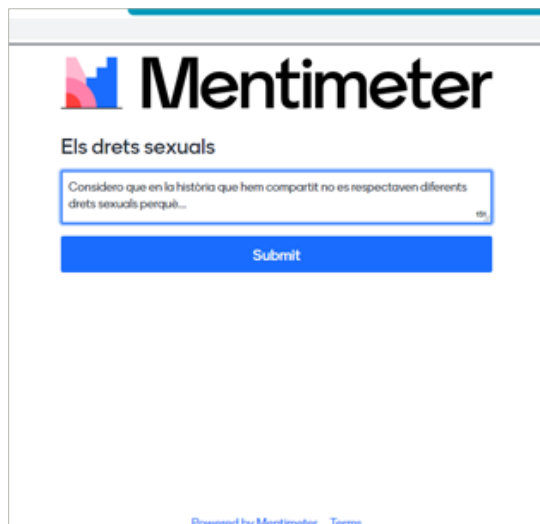 Mentimeter
Els drets sexuals
Considero que en la història que hem compartit no es respectaven diferents
drets sexuals perquè...
151
Submit
Powered by Mentimeter Terms